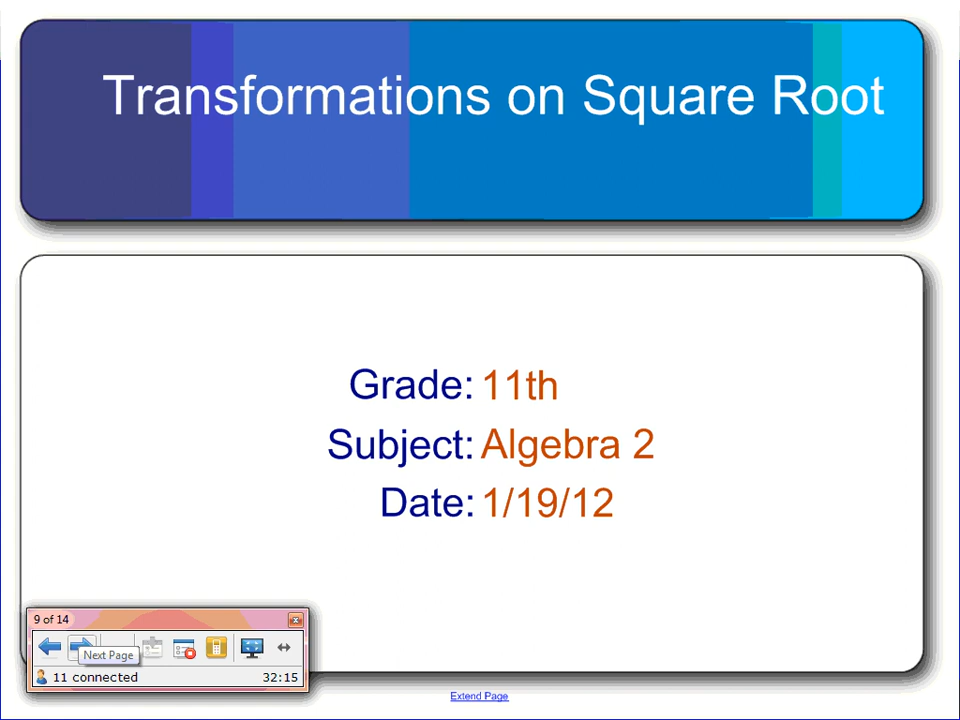 Transformations on Square Root
Grade: 11th
Subject: Algebra 2
Date: 1/19/12
9 of 14
Next Page
11 connected 32:15
Extend Page